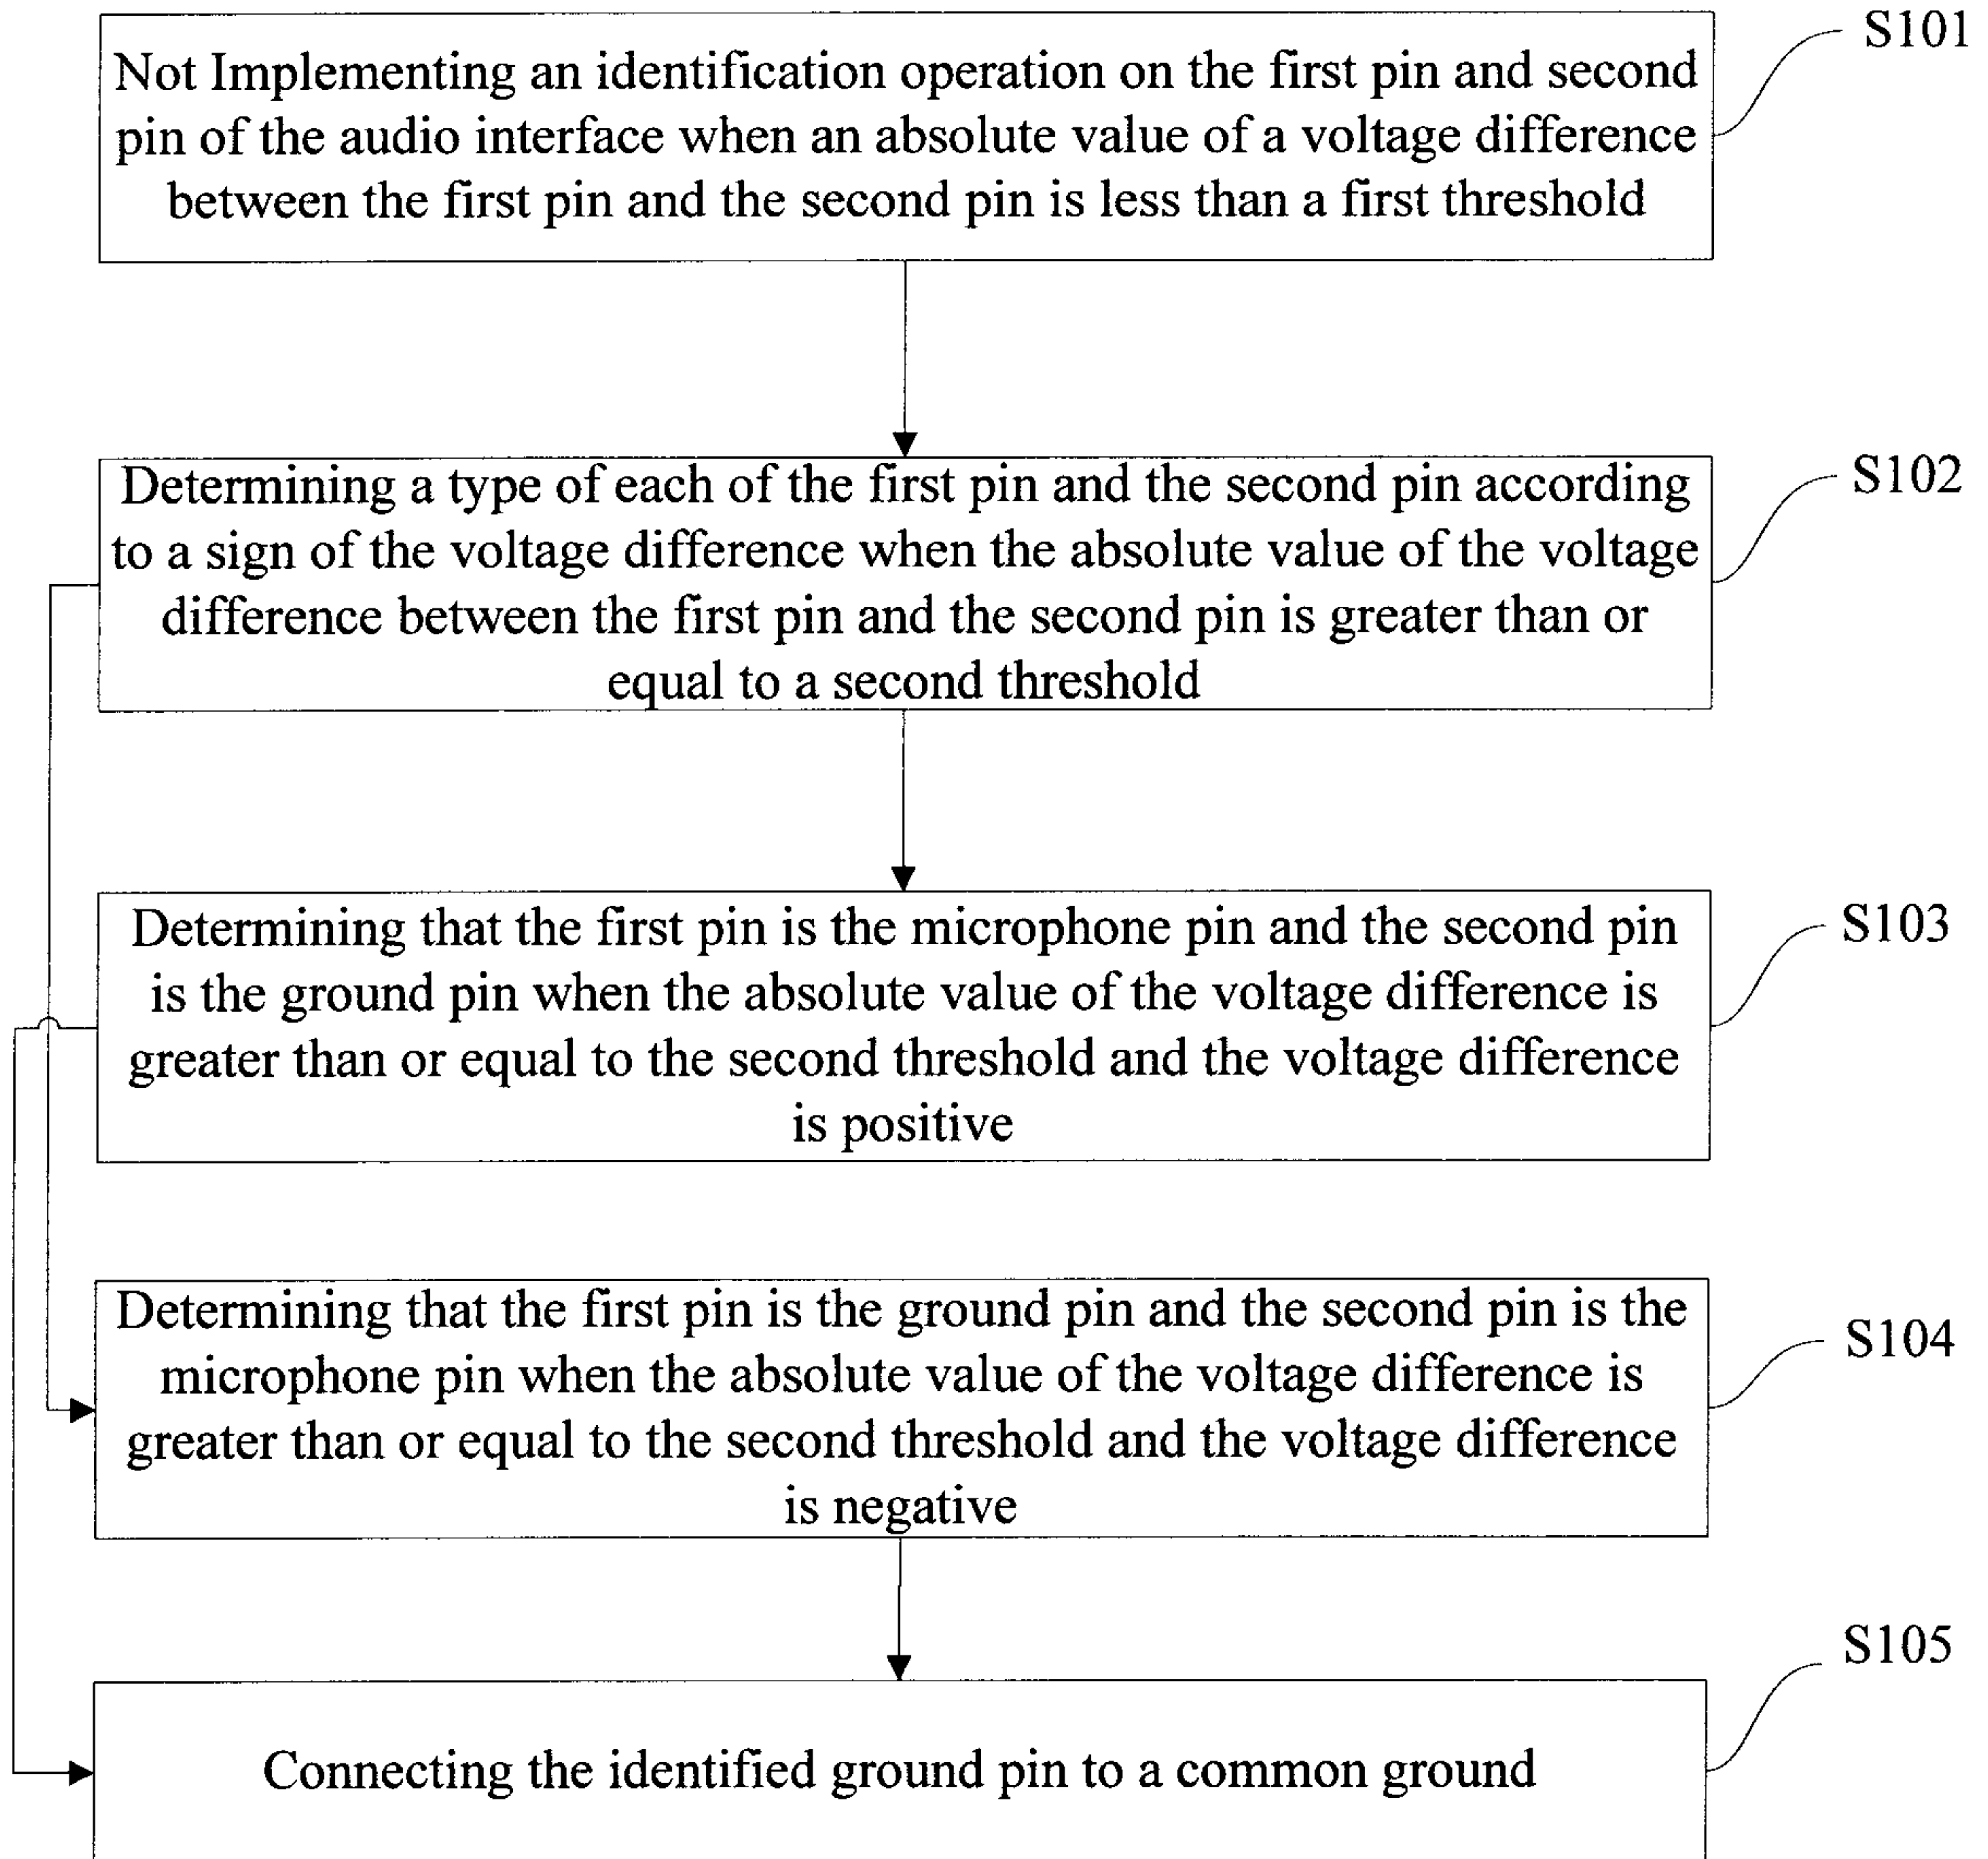 S101
Not Implementing an identification operation on the first pin and second
pin of the audio interface when an absolute value of a voltage difference
between the first pin and the second pin is less than a first threshold
S102
Determining a type of each of the first pin and the second pin according
to a sign of the voltage difference when the absolute value of the voltage
difference between the first pin and the second pin is greater than or
equal to a second threshold
S103
Determining that the first pin is the microphone pin and the second pin
is the ground pin when the absolute value of the voltage difference is
greater than or equal to the second threshold and the voltage difference
is positive
S104
Determining that the first pin is the ground pin and the second pin is the
microphone pin when the absolute value of the voltage difference is
greater than or equal to the second threshold and the voltage difference
is negative
S105
Connecting the identified ground pin to a common ground